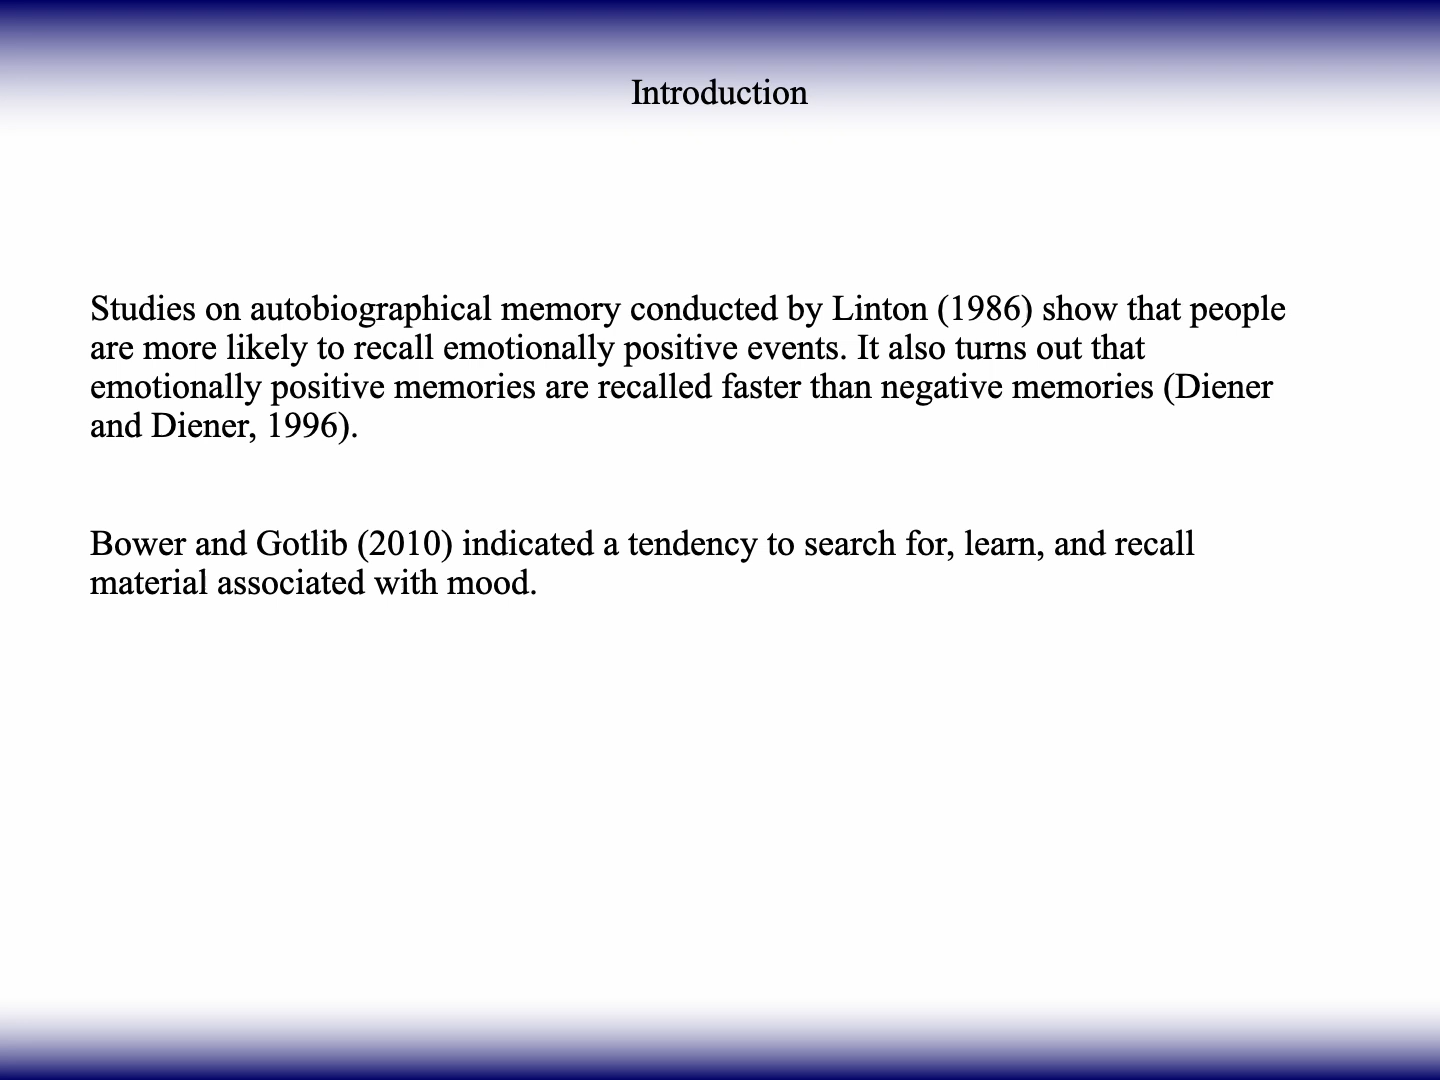 Introduction
Studies on autobiographical memory conducted by Linton (1986) show that people
are more likely to recall emotionally positive events. It also turns out that
emotionally positive memories are recalled faster than negative memories (Diener
and Diener, 1996).
Bower and Gotlib (2010) indicated a tendency to search for, learn, and recall
material associated with mood.